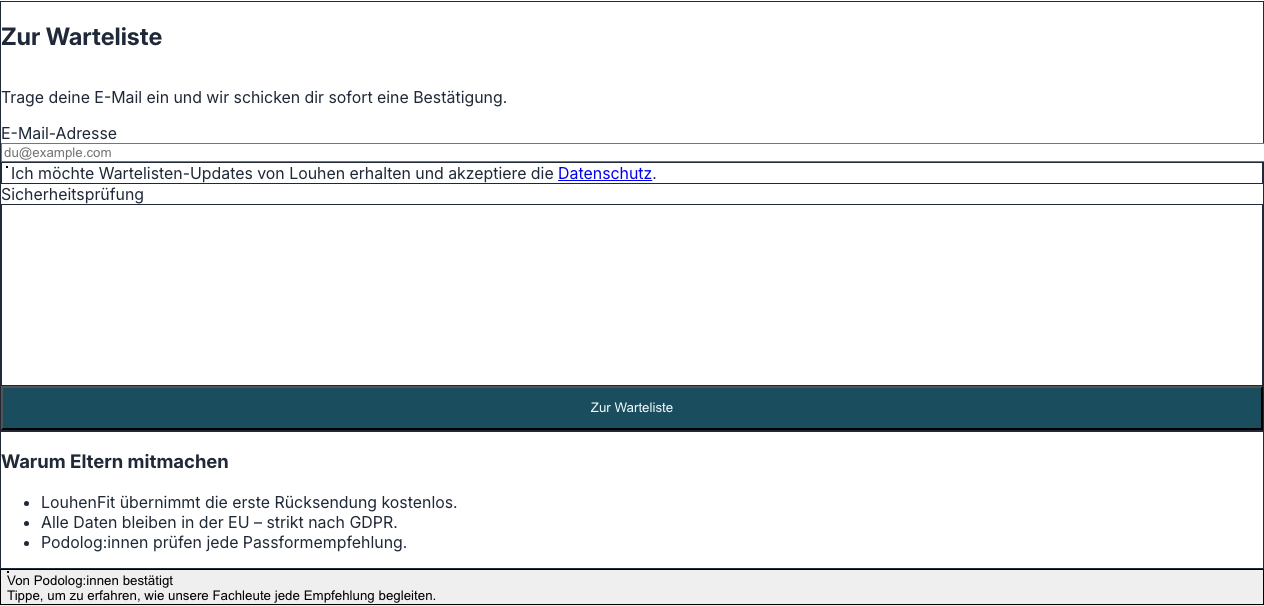 Zur Warteliste
Trage deine E-Mail ein und wir schicken dir sofort eine Bestätigung.
E-Mail-Adresse
du@example.com
Ich möchte Wartelisten-Updates von Louhen erhalten und akzeptiere die Datenschutz.
Sicherheitsprüfung
Zur Warteliste
Warum Eltern mitmachen
• LouhenFit übernimmt die erste Rücksendung kostenlos.
• Alle Daten bleiben in der EU – strikt nach GDPR.
• Podolog:innen prüfen jede Passformempfehlung.
Von Podolog:innen bestätigt
Tippe, um zu erfahren, wie unsere Fachleute jede Empfehlung begleiten.